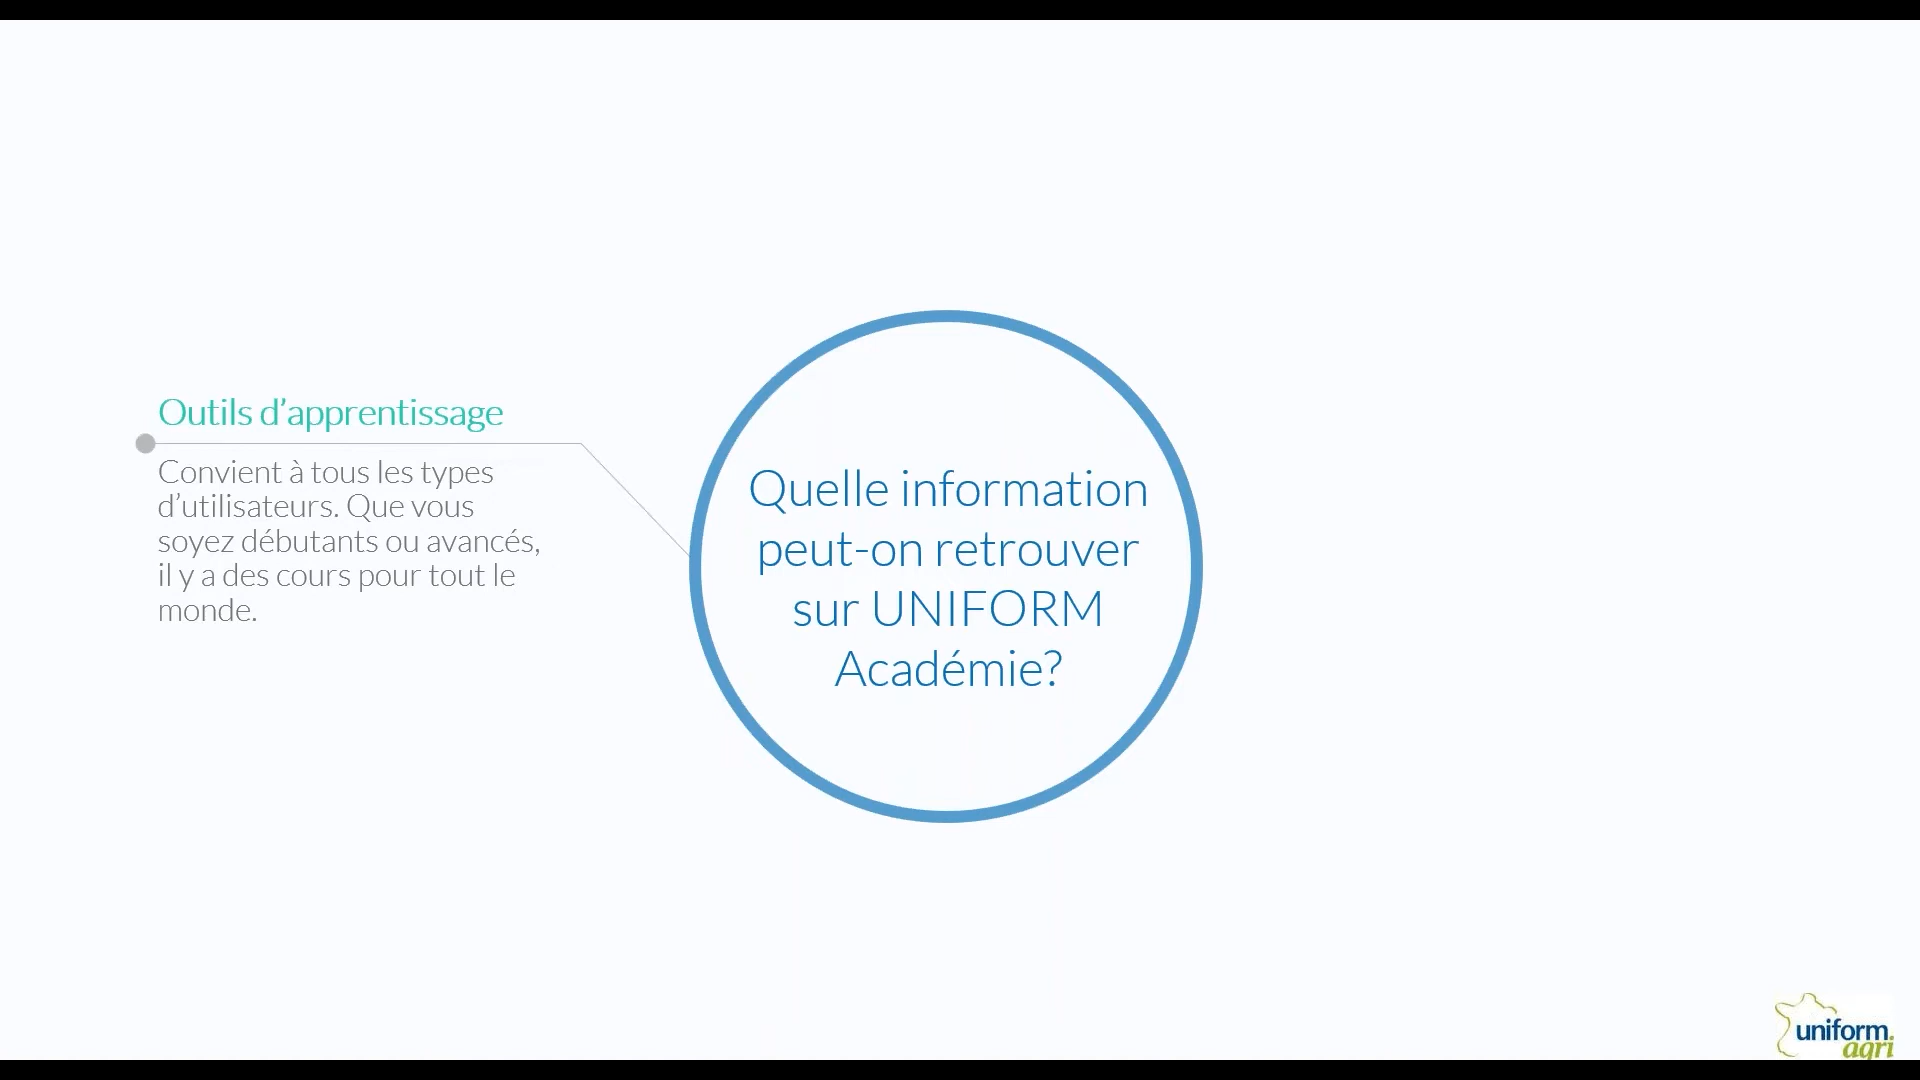 Outils d’apprentissage
Convient à tous les types
d’utilisateurs. Que vous
soyez débutants ou avancés,
il y a des cours pour tout le
monde.
Quelle information
peut-on retrouver
sur UNIFORM
Académie?
uniform.
agri